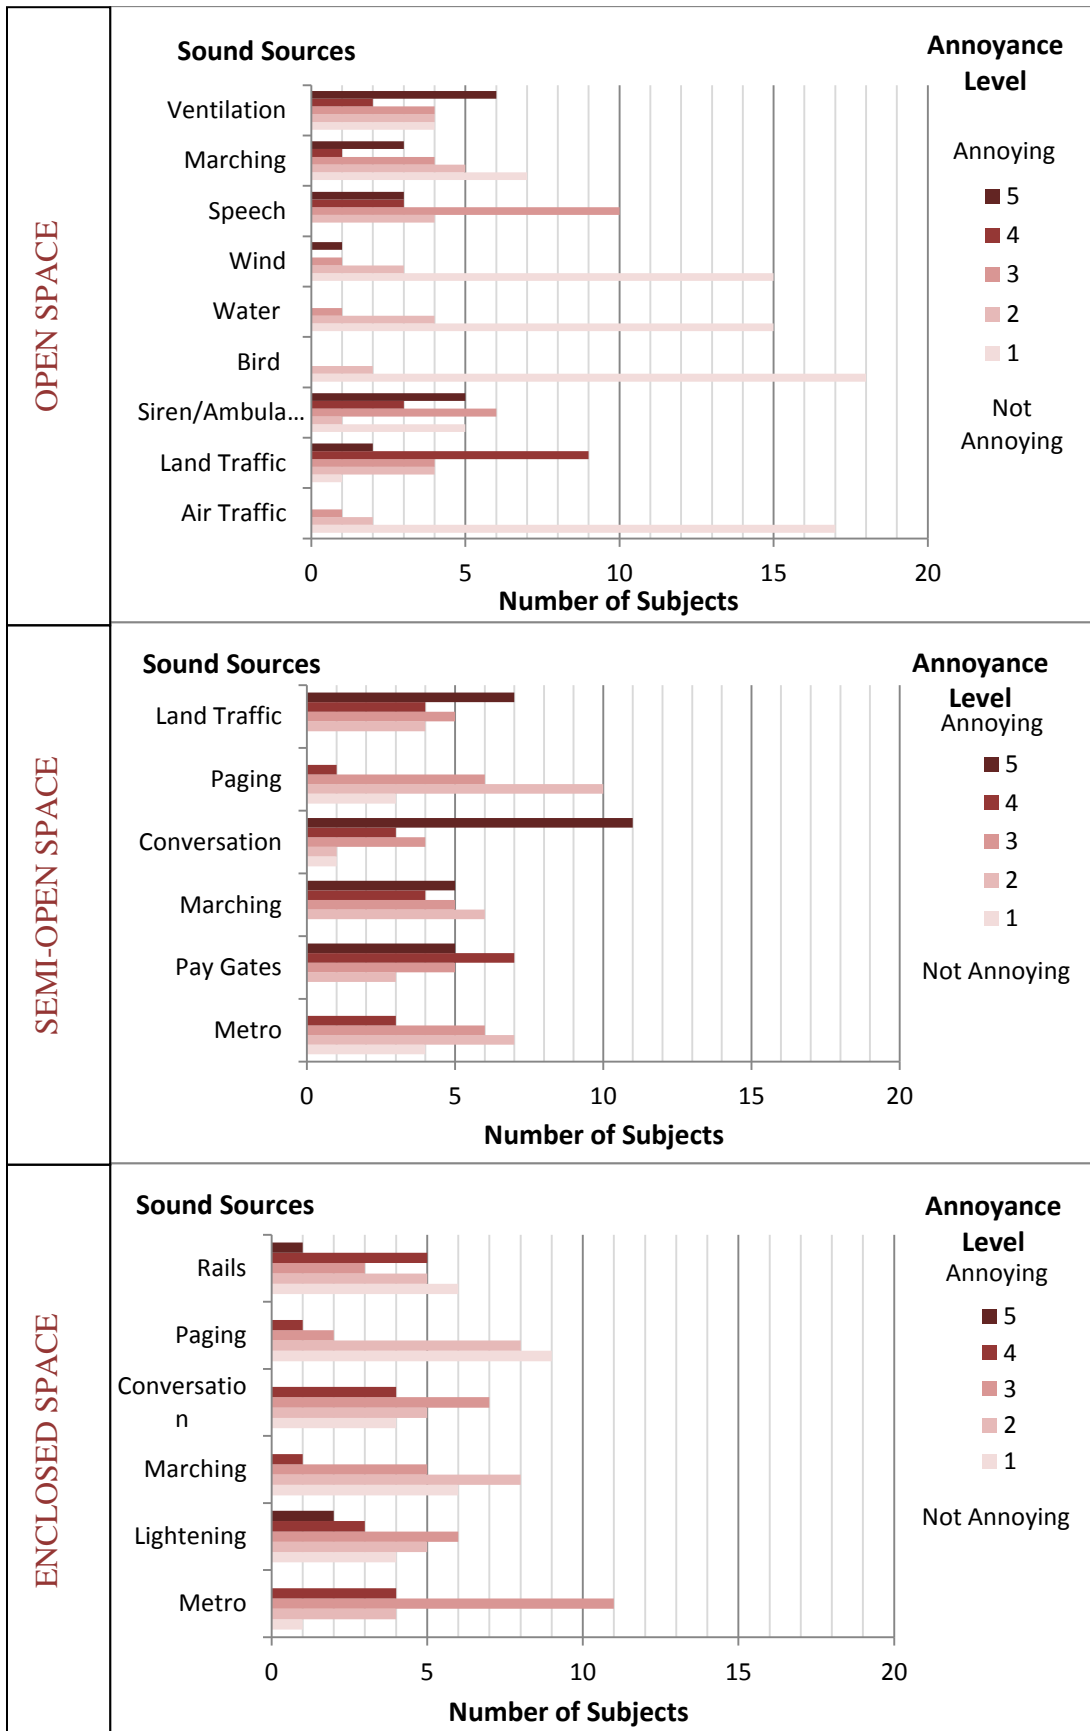 OPEN SPACE
Sound Sources
Annoyance
Level
Ventilation
Marching
Speech
Wind
Water
Bird
Siren/Ambula...
Land Traffic
Air Traffic
Annoying
5
4
3
2
1
Not
Annoying
0 5 10 15 20
Number of Subjects
SEMI-OPEN SPACE
Sound Sources
Annoyance
Level
Annoying
Land Traffic
Paging
Conversation
Marching
Pay Gates
Metro
5
4
3
2
1
Not Annoying
0 5 10 15 20
Number of Subjects
ENCLOSED SPACE
Sound Sources
Annoyance
Level
Annoying
Rails
Paging
Conversatio
n
Marching
Lightening
Metro
5
4
3
2
1
Not Annoying
0 5 10 15 20
Number of Subjects